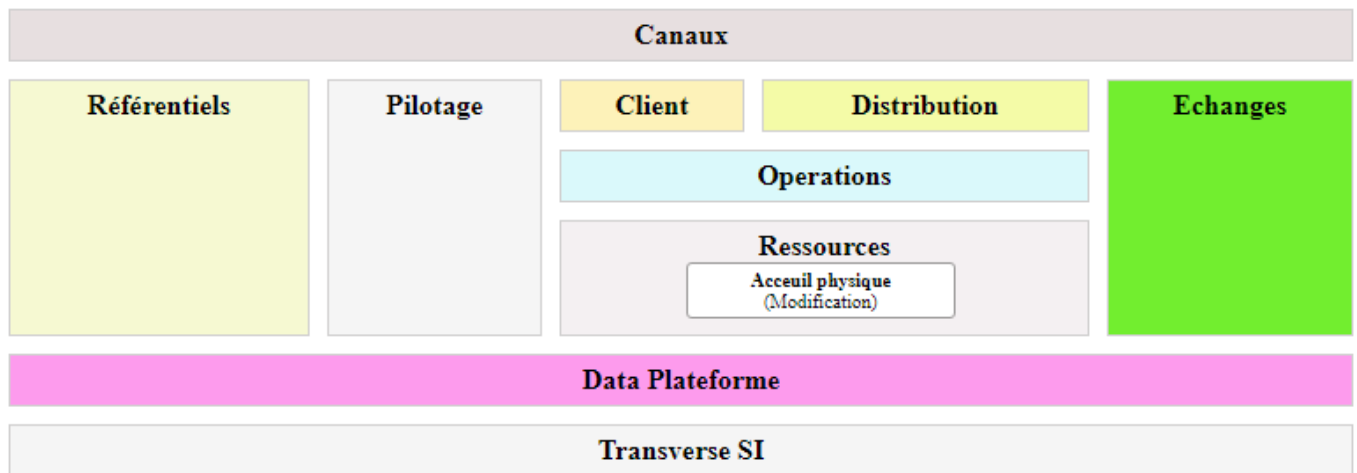 Canaux
Référentiels
Pilotage
Client
Distribution
Echanges
Operations
Ressources
Acceuil physique
(Modification)
Data Plateforme
Transverse SI